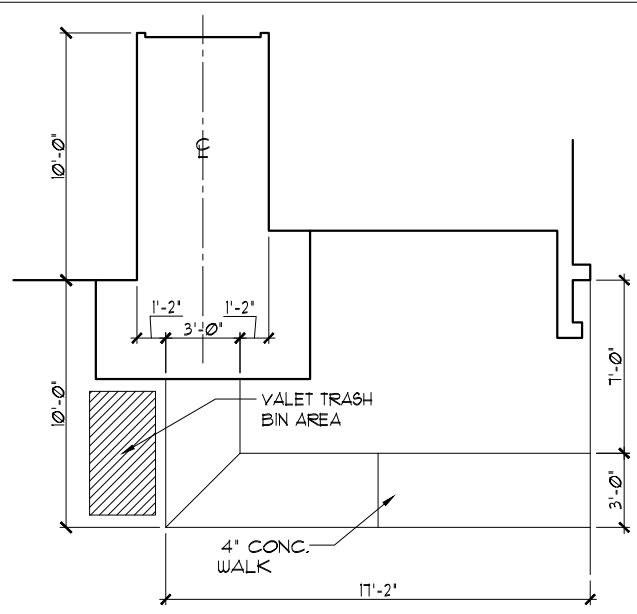 10'-0"
℄
1'-2"
1'-2"
3'-0"
10'-0"
7'-0"
VALET TRASH
BIN AREA
3'-0"
4" CONC.
WALK
17'-2"